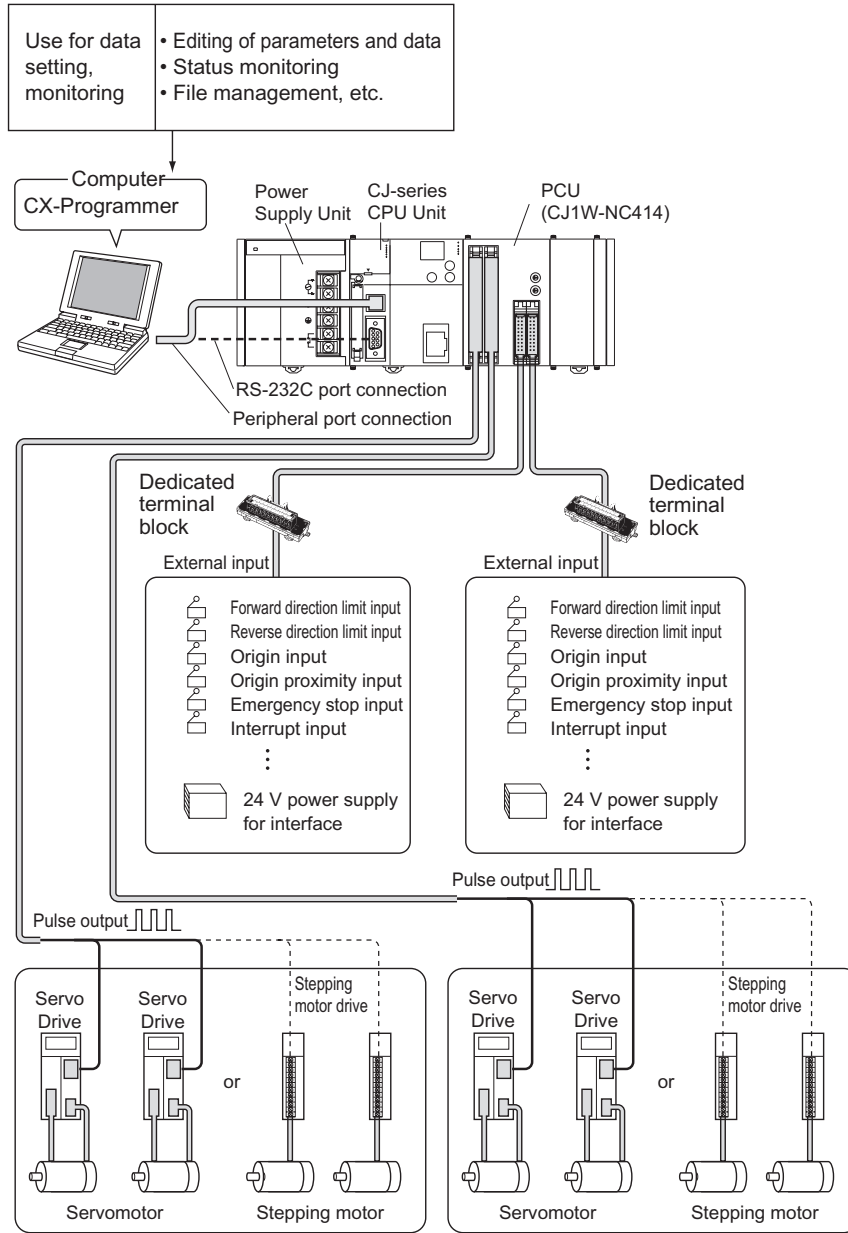 Use for data
setting,
monitoring
• Editing of parameters and data
• Status monitoring
• File management, etc.
Computer
CX-Programmer
Power
Supply Unit
CJ-series
CPU Unit
PCU
(CJ1W-NC414)
RS-232C port connection
Peripheral port connection
Dedicated
terminal
block
Dedicated
terminal
block
External input
Forward direction limit input
Reverse direction limit input
Origin input
Origin proximity input
Emergency stop input
Interrupt input
24 V power supply
for interface
External input
Forward direction limit input
Reverse direction limit input
Origin input
Origin proximity input
Emergency stop input
Interrupt input
24 V power supply
for interface
Pulse output
Pulse output
Servo
Drive
Servo
Drive
Stepping
motor drive
or
Servomotor
Stepping motor
Servo
Drive
Servo
Drive
Stepping
motor drive
or
Servomotor
Stepping motor